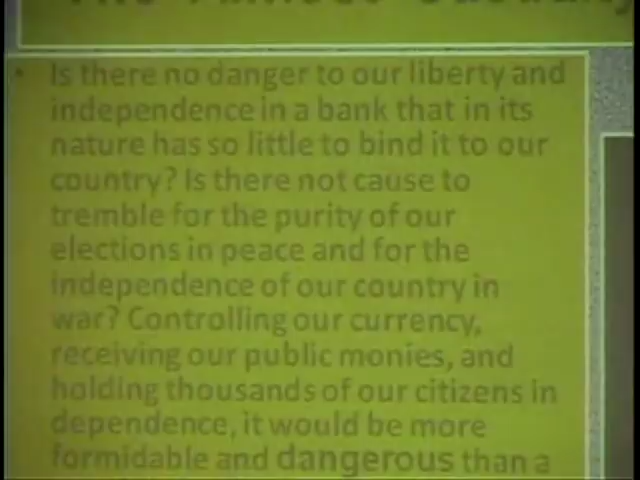 • Is there no danger to our liberty and
independence in a bank that in its
nature has so little to bind it to our
country? Is there not cause to
tremble for the purity of our
elections in peace and for the
independence of our country in
war? Controlling our currency,
receiving our public monies, and
holding thousands of our citizens in
dependence, it would be more
formidable and dangerous than a